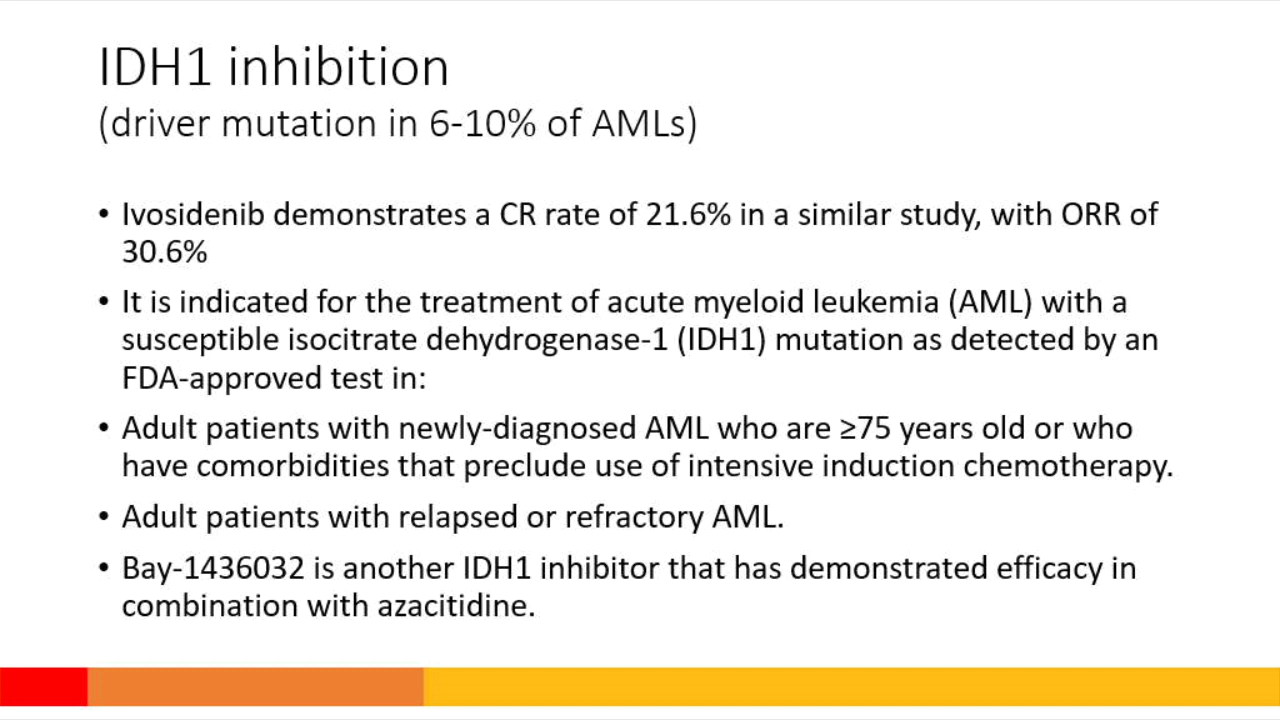 IDH1 inhibition
(driver mutation in 6-10% of AMLs)
• Ivosidenib demonstrates a CR rate of 21.6% in a similar study, with ORR of
30.6%
• It is indicated for the treatment of acute myeloid leukemia (AML) with a
susceptible isocitrate dehydrogenase-1 (IDH1) mutation as detected by an
FDA-approved test in:
• Adult patients with newly-diagnosed AML who are ≥75 years old or who
have comorbidities that preclude use of intensive induction chemotherapy.
• Adult patients with relapsed or refractory AML.
• Bay-1436032 is another IDH1 inhibitor that has demonstrated efficacy in
combination with azacitidine.